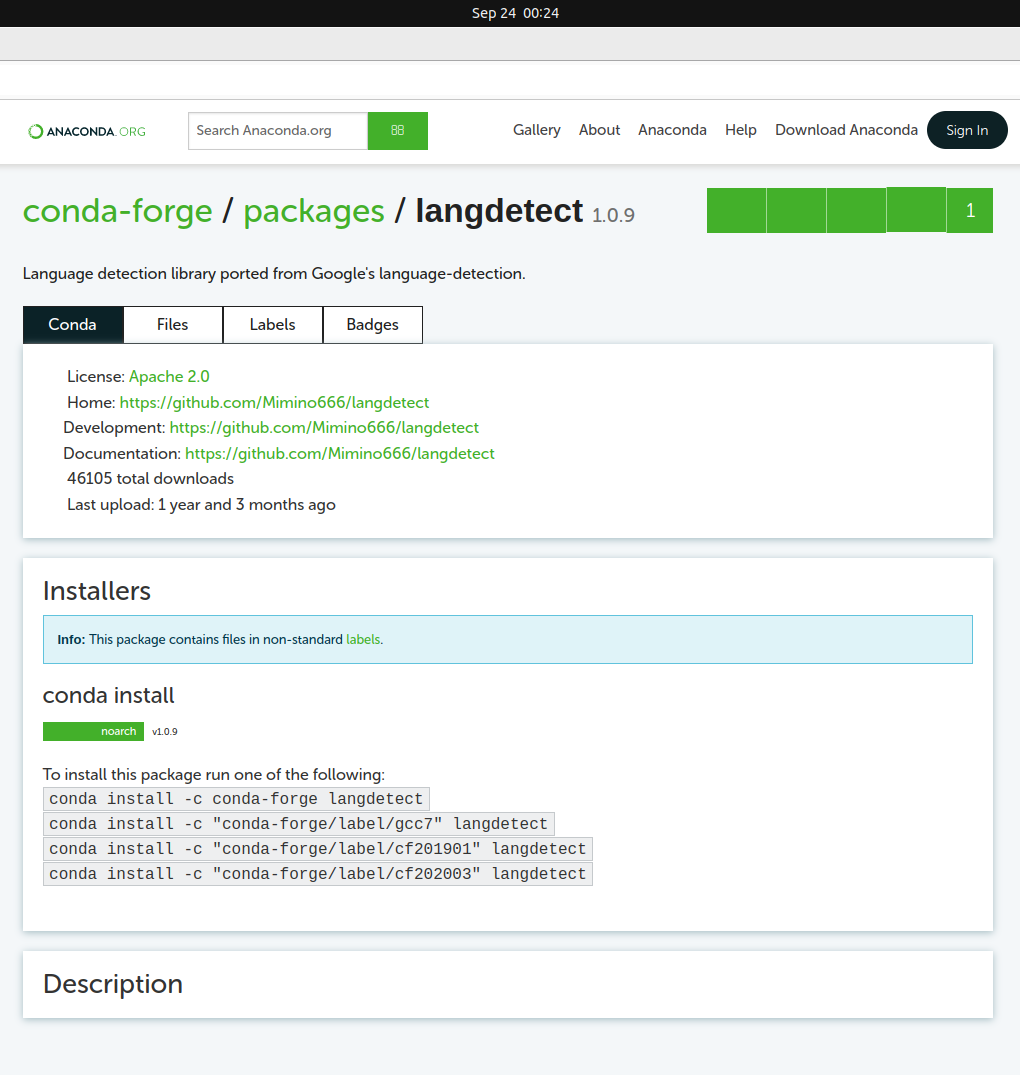 Sep 24 00:24
ANACONDA.ORG
Search Anaconda.org
Gallery
About
Anaconda
Help
Download Anaconda
Sign In
conda-forge / packages / langdetect 1.0.9
1
Language detection library ported from Google's language-detection.
Conda
Files
Labels
Badges
License: Apache 2.0
Home: https://github.com/Mimino666/langdetect
Development: https://github.com/Mimino666/langdetect
Documentation: https://github.com/Mimino666/langdetect
46105 total downloads
Last upload: 1 year and 3 months ago
Installers
Info: This package contains files in non-standard labels.
conda install
noarch v1.0.9
To install this package run one of the following:
conda install -c conda-forge langdetect
conda install -c "conda-forge/label/gcc7" langdetect
conda install -c "conda-forge/label/cf201901" langdetect
conda install -c "conda-forge/label/cf202003" langdetect
Description